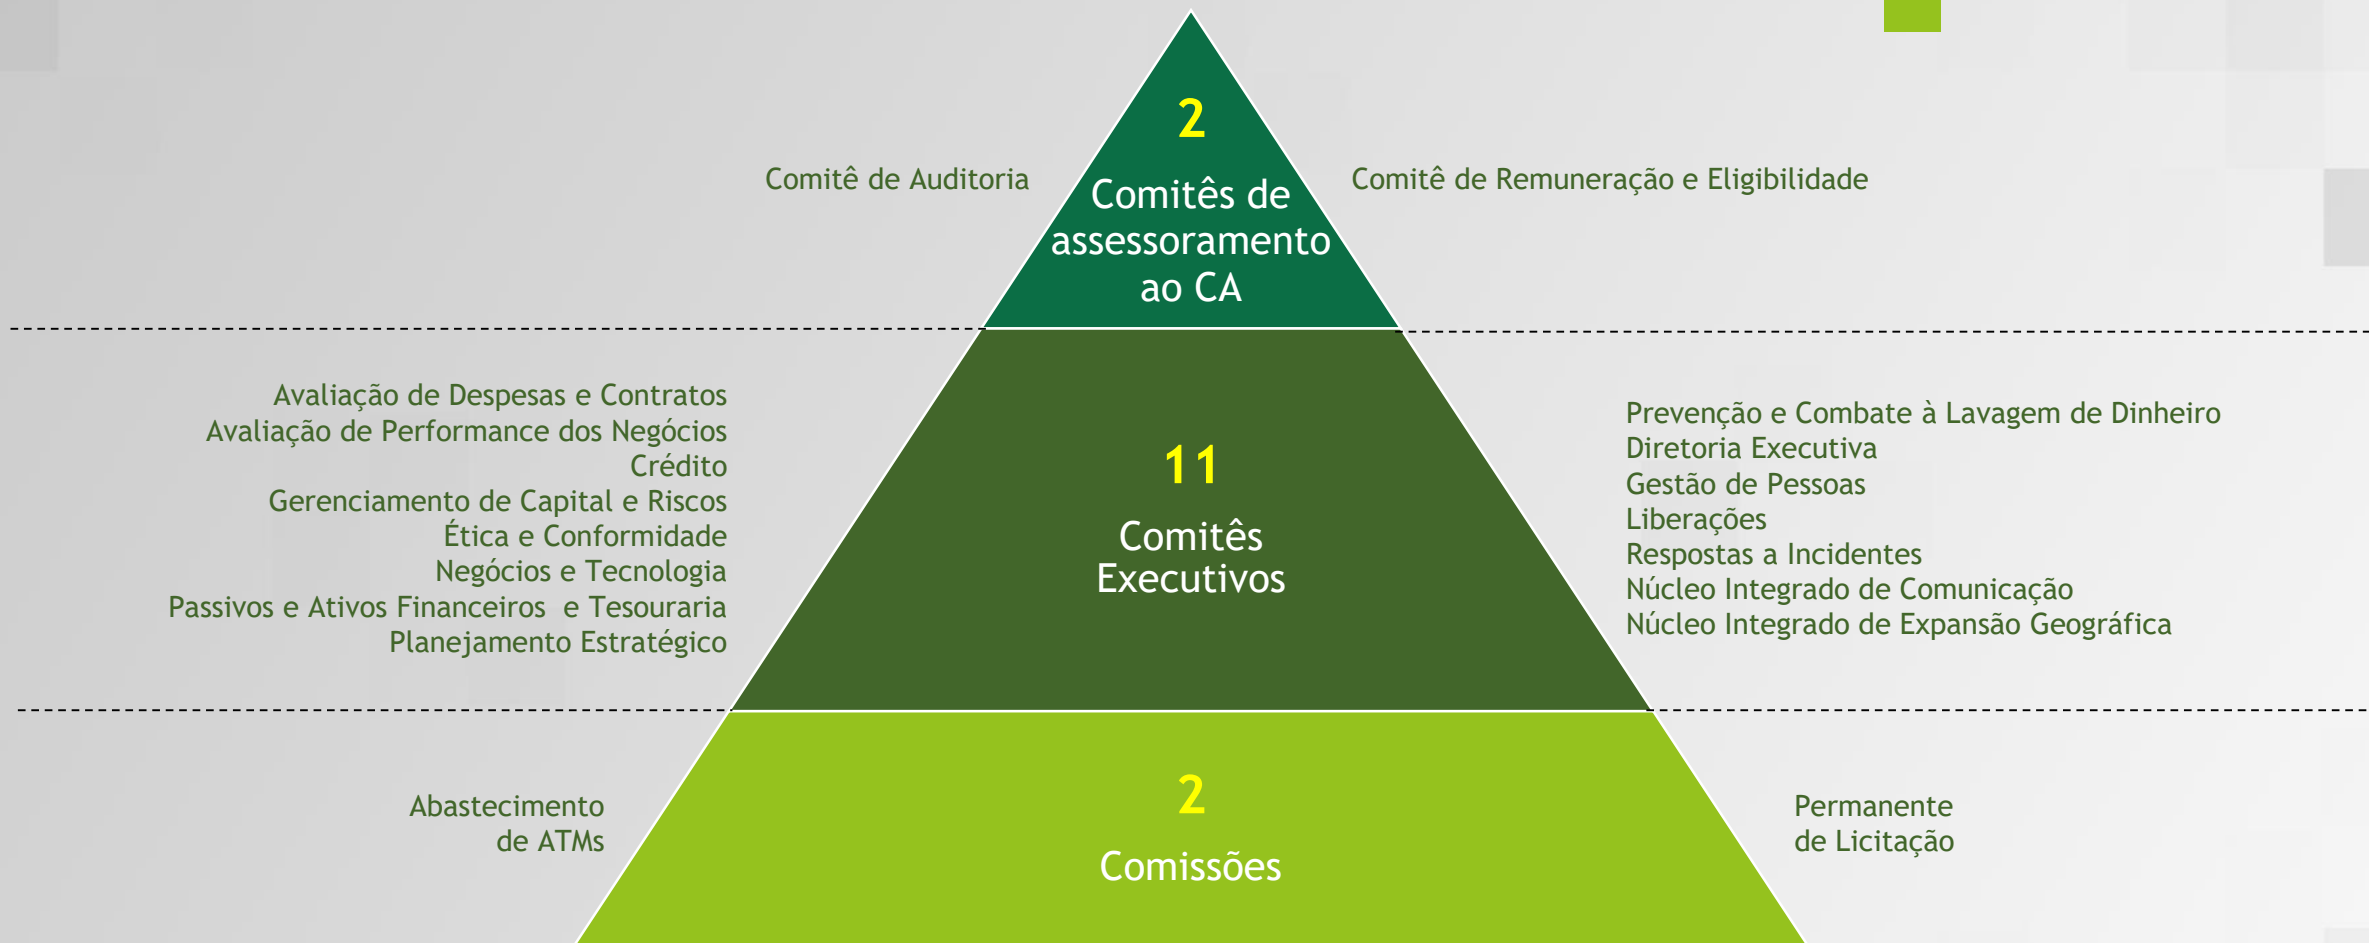 2
Comitê de Auditoria
Comitês de
assessoramento
ao CA
Comitê de Remuneração e Eligibilidade
Avaliação de Despesas e Contratos
Avaliação de Performance dos Negócios
Crédito
Gerenciamento de Capital e Riscos
Ética e Conformidade
Negócios e Tecnologia
Passivos e Ativos Financeiros  e Tesouraria
Planejamento Estratégico
11
Comitês
Executivos
Prevenção e Combate à Lavagem de Dinheiro
Diretoria Executiva
Gestão de Pessoas
Liberações
Respostas a Incidentes
Núcleo Integrado de Comunicação
Núcleo Integrado de Expansão Geográfica
Abastecimento
de ATMs
2
Comissões
Permanente
de Licitação